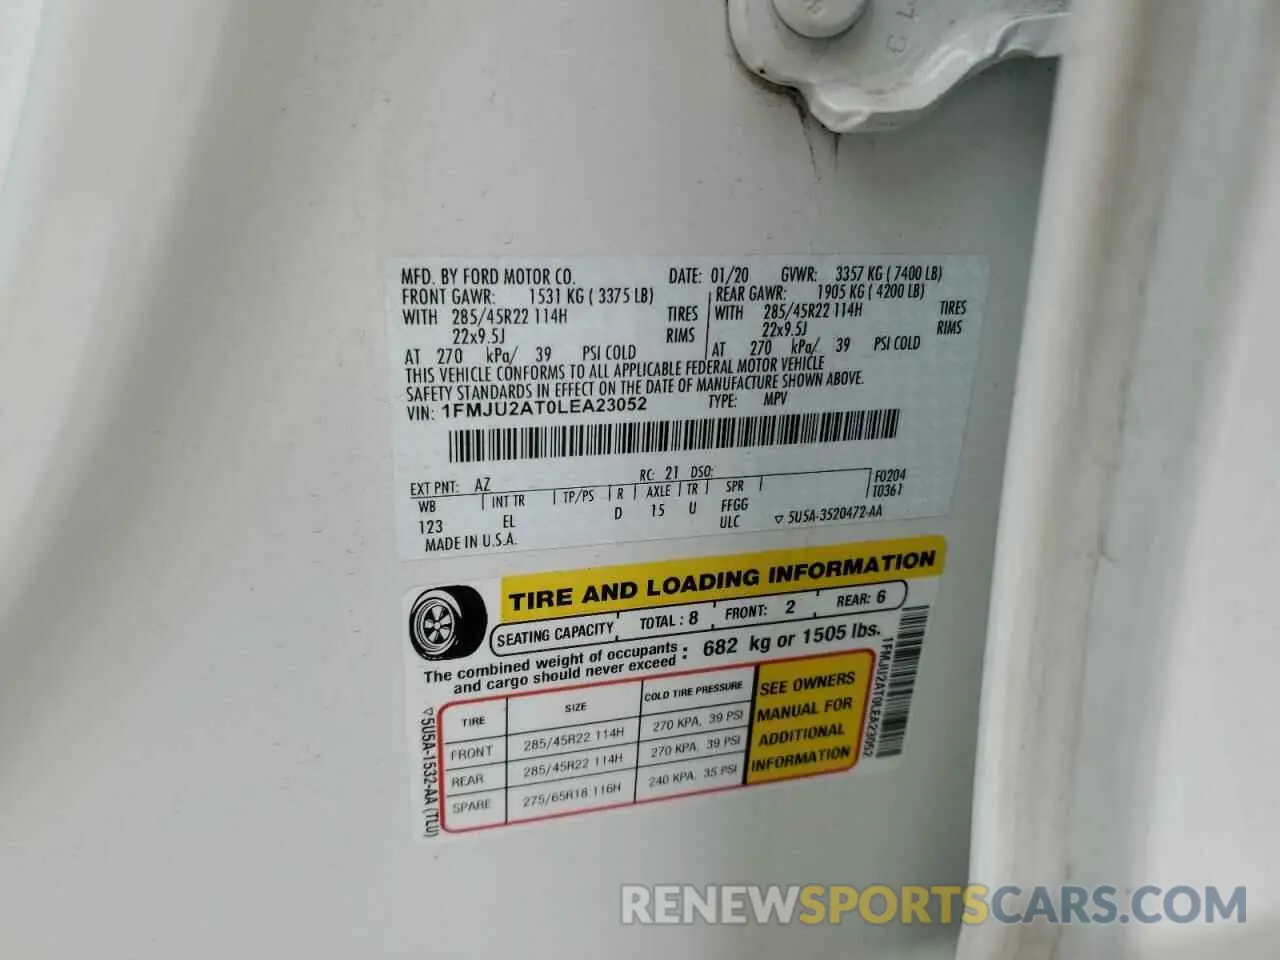 MFD. BY FORD MOTOR CO. DATE: 01/20 GVWR: 3357 KG ( 7400 LB)
FRONT GAWR: 1531 KG ( 3375 LB) REAR GAWR: 1905 KG ( 4200 LB)
WITH 285/45R22 114H TIRES WITH 285/45R22 114H TIRES
22x9.5J RIMS 22x9.5J RIMS
AT 270 kPa/ 39 PSI COLD AT 270 kPa/ 39 PSI COLD
THIS VEHICLE CONFORMS TO ALL APPLICABLE FEDERAL MOTOR VEHICLE
SAFETY STANDARDS IN EFFECT ON THE DATE OF MANUFACTURE SHOWN ABOVE.
VIN: 1FMJU2AT0LEA23052 TYPE: MPV
EXT PNT: AZ RC: 21 DSO:
WB INT TR TP/PS R AXLE TR SPR F0204
123 EL D 15 U FFGG T0361
ULC
MADE IN U.S.A. 5U5A-3520472-AA
TIRE AND LOADING INFORMATION
SEATING CAPACITY TOTAL : 8 FRONT: 2 REAR: 6
The combined weight of occupants and cargo should never exceed : 682 kg or 1505 lbs.
TIRE SIZE COLD TIRE PRESSURE
FRONT 285/45R22 114H 270 KPA, 39 PSI
REAR 285/45R22 114H 270 KPA, 39 PSI
SPARE 275/65R18 116H 240 KPA, 35 PSI
SEE OWNERS
MANUAL FOR
ADDITIONAL
INFORMATION
5U5A-1532-AA (TLU)
1FMJU2AT0LEA23052
RENEWSPORTSCARS.COM